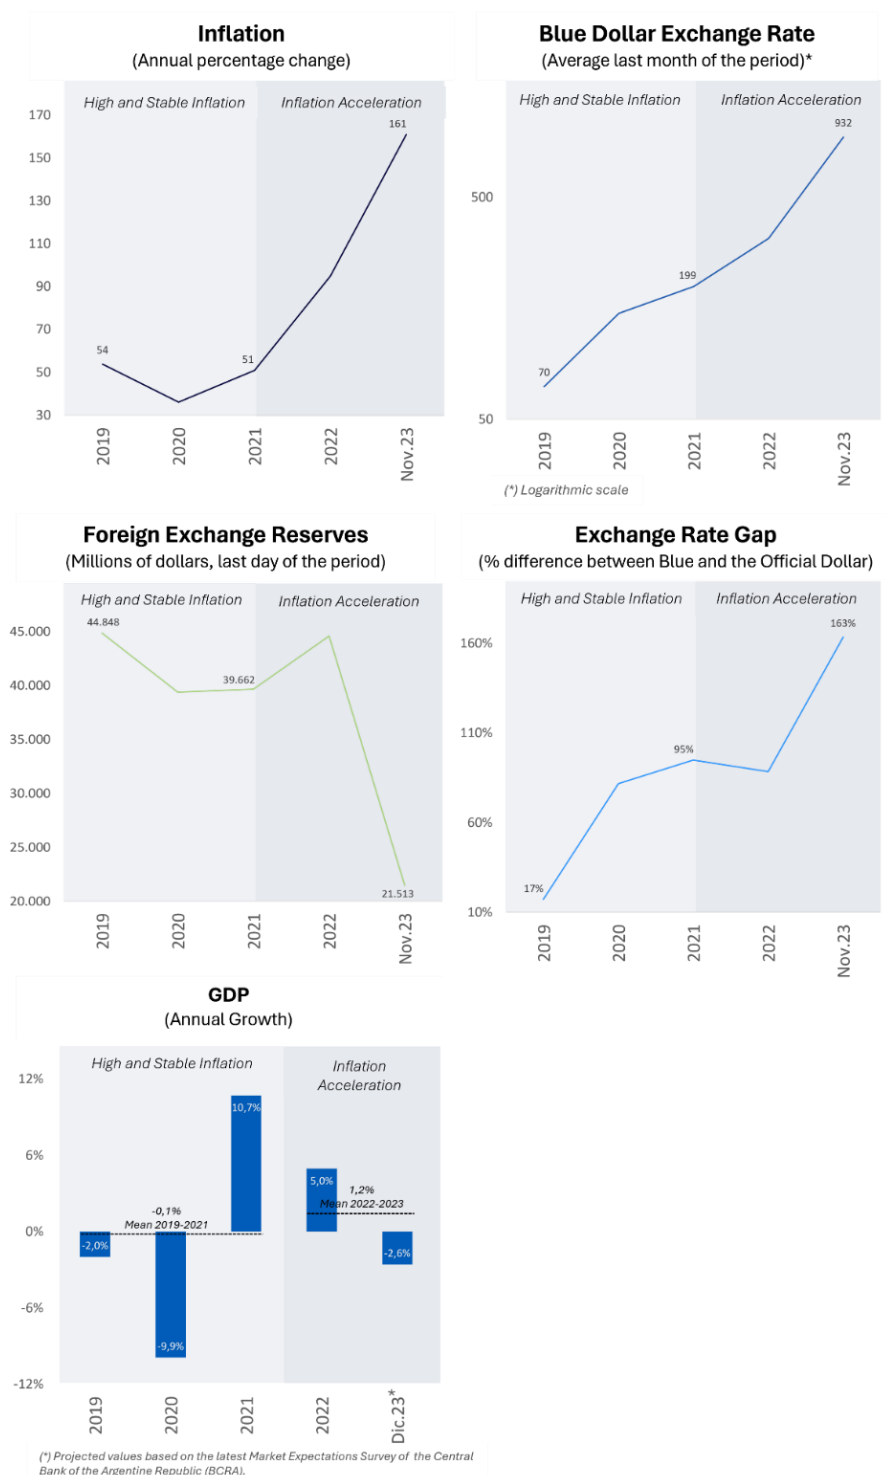 Inflation
(Annual percentage change)
High and Stable Inflation
Inflation Acceleration
170
150
130
110
90
70
50
30
54
51
161
2019
2020
2021
2022
Nov.23
Blue Dollar Exchange Rate
(Average last month of the period)*
High and Stable Inflation
Inflation Acceleration
500
50
70
199
932
2019
2020
2021
2022
Nov.23
(*) Logarithmic scale
Foreign Exchange Reserves
(Millions of dollars, last day of the period)
High and Stable Inflation
Inflation Acceleration
45.000
40.000
35.000
30.000
25.000
20.000
44.848
39.662
21.513
2019
2020
2021
2022
Nov.23
Exchange Rate Gap
(% difference between Blue and the Official Dollar)
High and Stable Inflation
Inflation Acceleration
160%
110%
60%
10%
17%
95%
163%
2019
2020
2021
2022
Nov.23
GDP
(Annual Growth)
High and Stable Inflation
Inflation
Acceleration
12%
6%
0%
-6%
-12%
-2,0%
-9,9%
10,7%
5,0%
-2,6%
-0,1%
Mean 2019-2021
1,2%
Mean 2022-2023
2019
2020
2021
2022
Dic.23*
(*) Projected values based on the latest Market Expectations Survey of the Central
Bank of the Argentine Republic (BCRA).